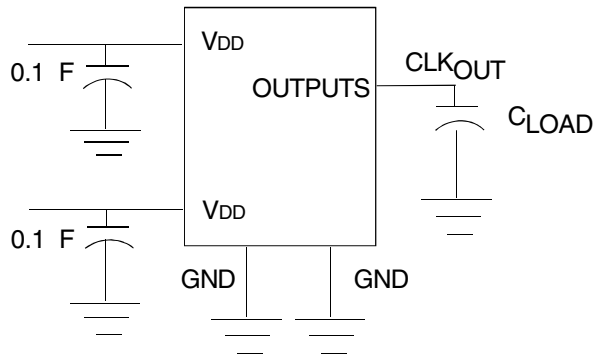 VDD
0.1 F
OUTPUTS
CLKOUT
CLOAD
VDD
0.1 F
GND
GND